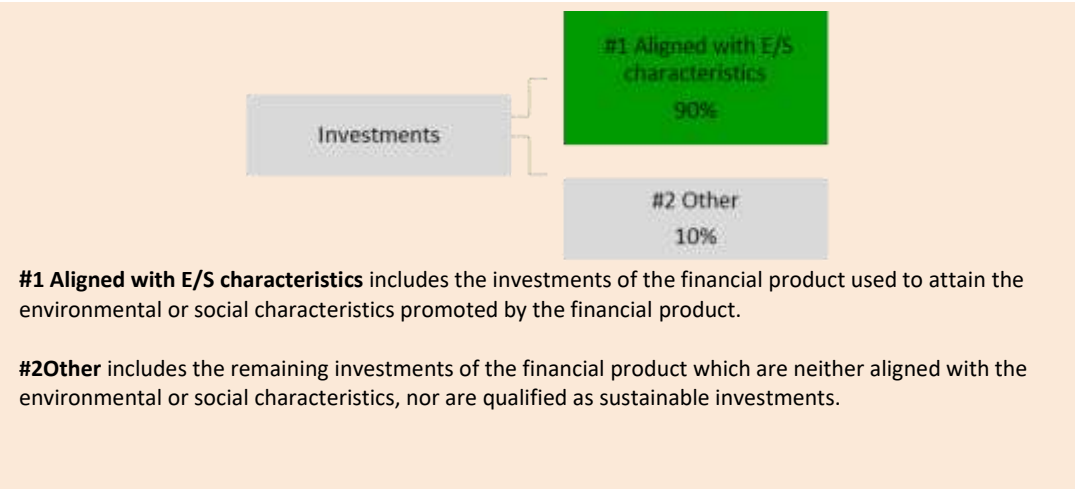 #1 Aligned with E/S
characteristics
90%
Investments
#2 Other
10%
#1 Aligned with E/S characteristics includes the investments of the financial product used to attain the
environmental or social characteristics promoted by the financial product.
#2Other includes the remaining investments of the financial product which are neither aligned with the
environmental or social characteristics, nor are qualified as sustainable investments.